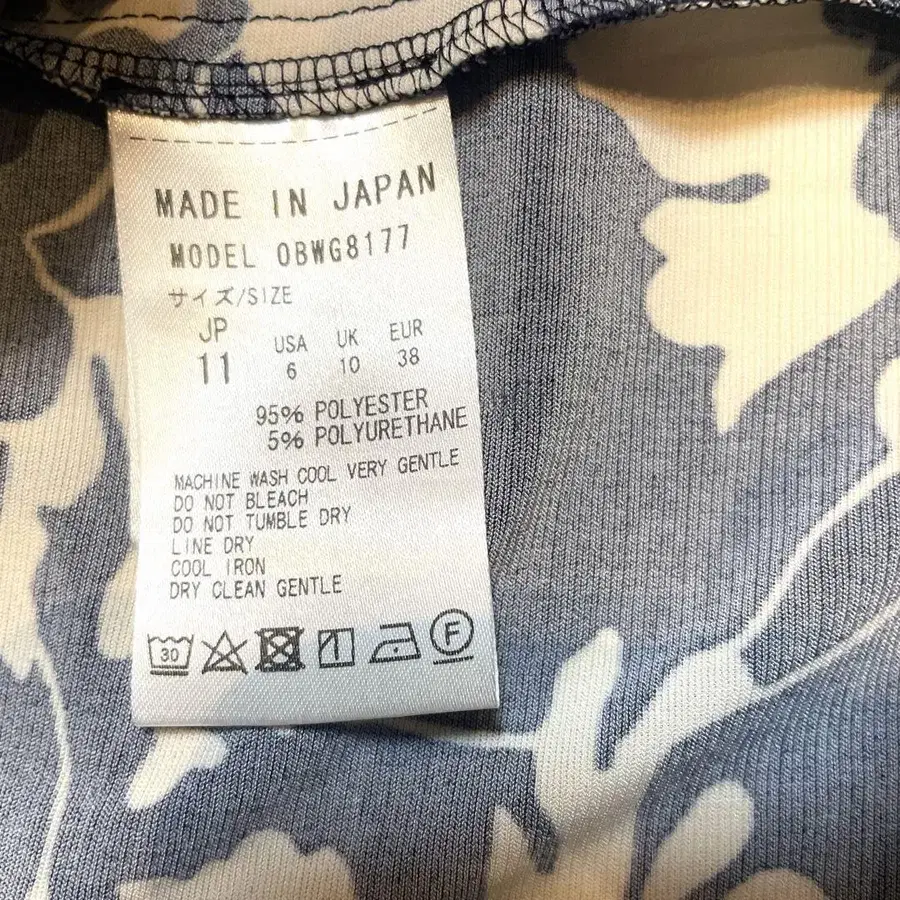 MADE IN JAPAN
MODEL OBWG8177
サイズ/SIZE
JP USA UK EUR
11 6 10 38
95% POLYESTER
5% POLYURETHANE
MACHINE WASH COOL VERY GENTLE
DO NOT BLEACH
DO NOT TUMBLE DRY
LINE DRY
COOL IRON
DRY CLEAN GENTLE
30 F